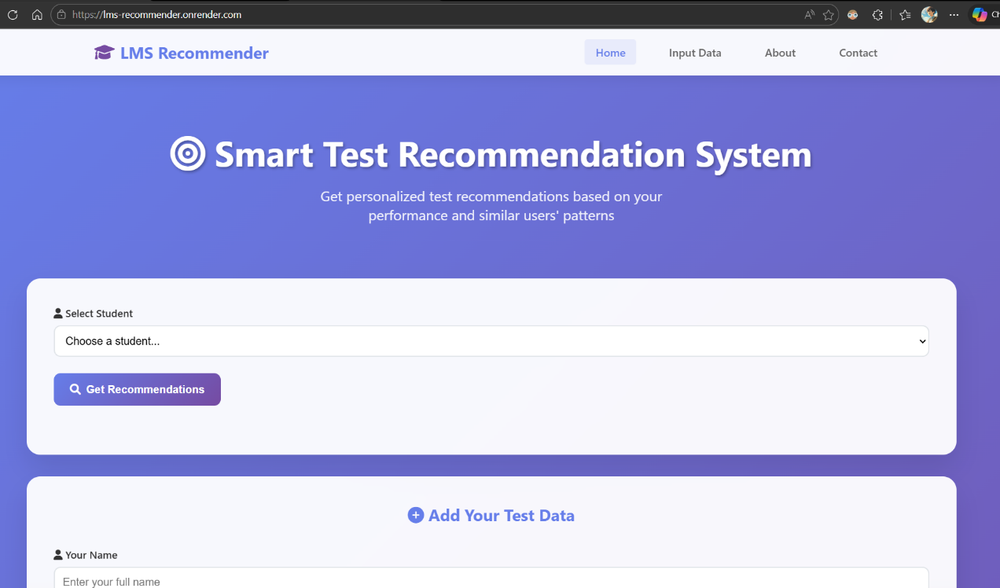 https://lms-recommender.onrender.com
LMS Recommender
Home
Input Data
About
Contact
Smart Test Recommendation System
Get personalized test recommendations based on your
performance and similar users' patterns
Select Student
Choose a student...
Get Recommendations
Add Your Test Data
Your Name
Enter your full name